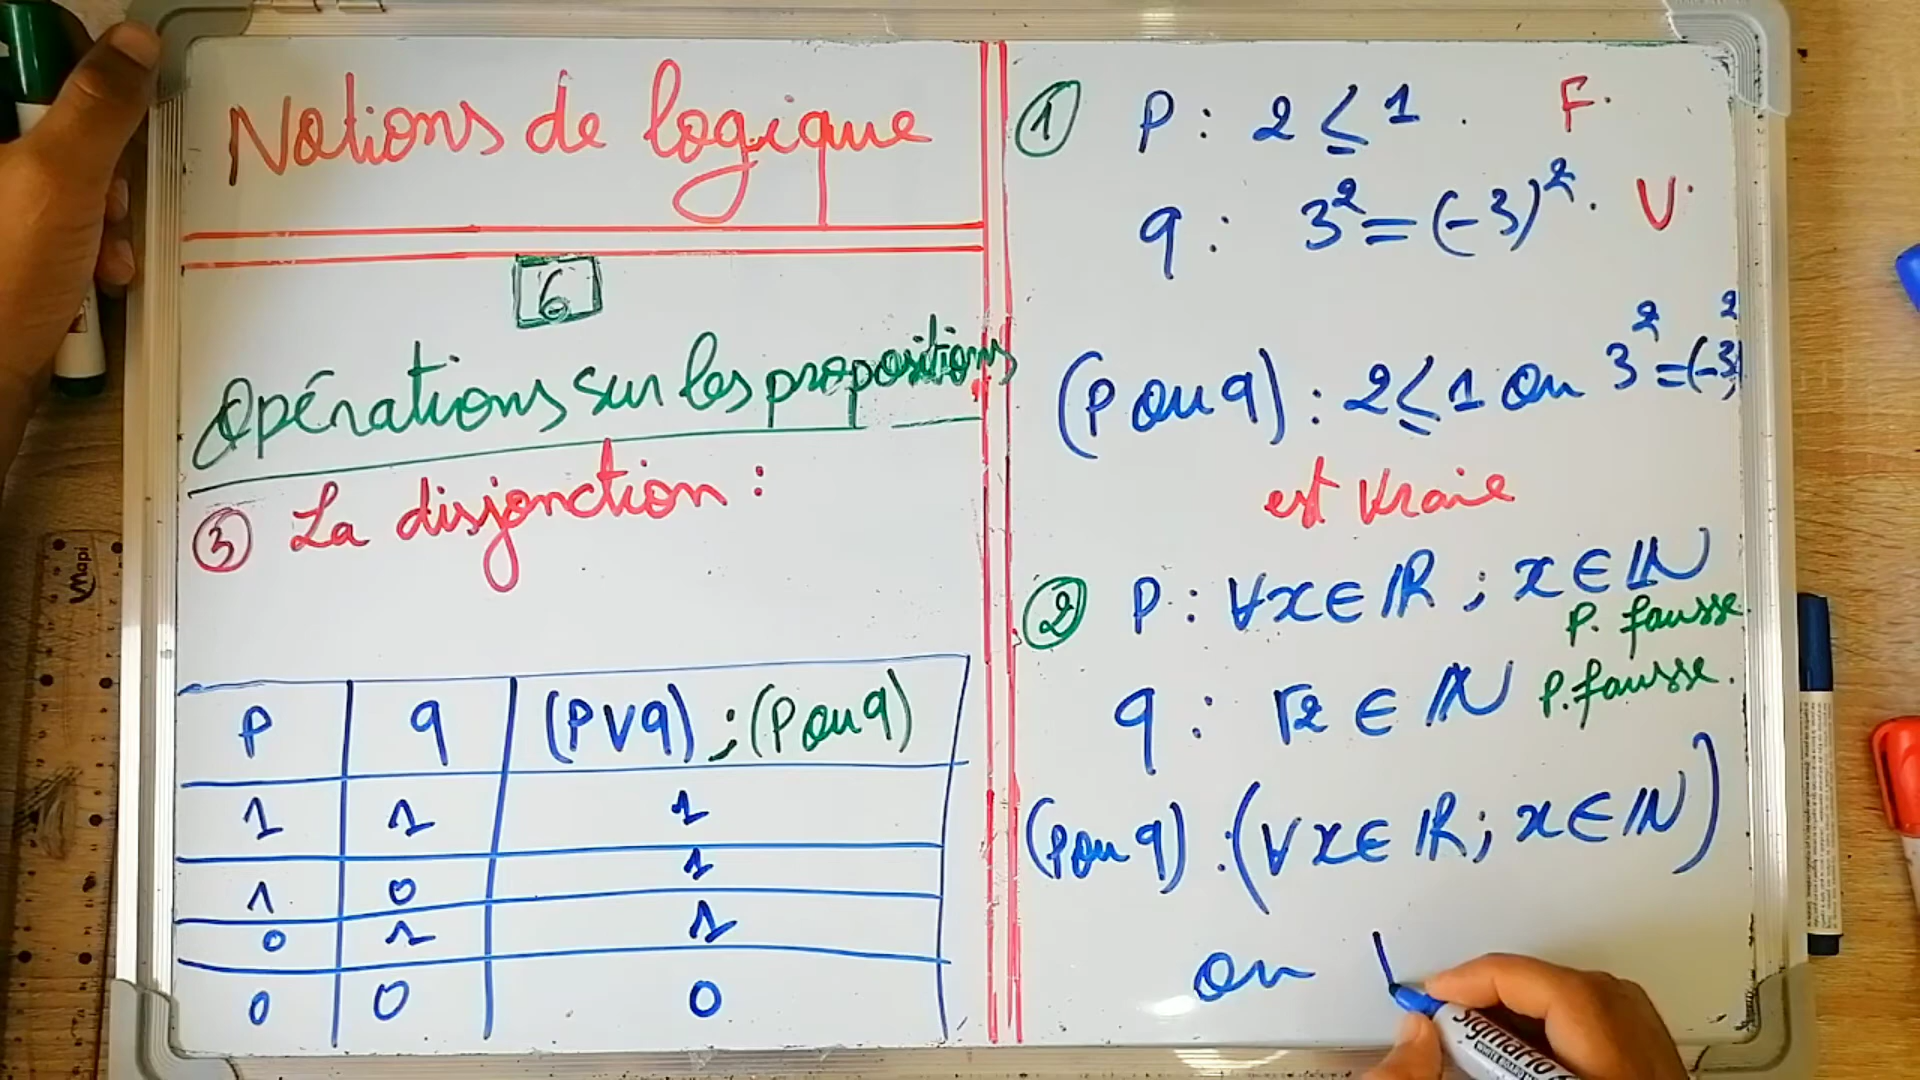 Notions de logique
6
Opérations sur les propositions
③ La disjonction :
P q (P ∨ q) ; (P ou q)
1 1 1
1 0 1
0 1 1
0 0 0
① P : 2 ≤ 1 . F.
q : 3² = (-3)² . V.
(P ou q) : 2 ≤ 1 ou 3² = (-3)²
est vraie
② P : ∀x ∈ ℝ ; x ∈ ℕ
P. fausse.
q : √2 ∈ ℕ P. fausse.
(P ou q) : (∀x ∈ ℝ ; x ∈ ℕ)
ou
Mapi